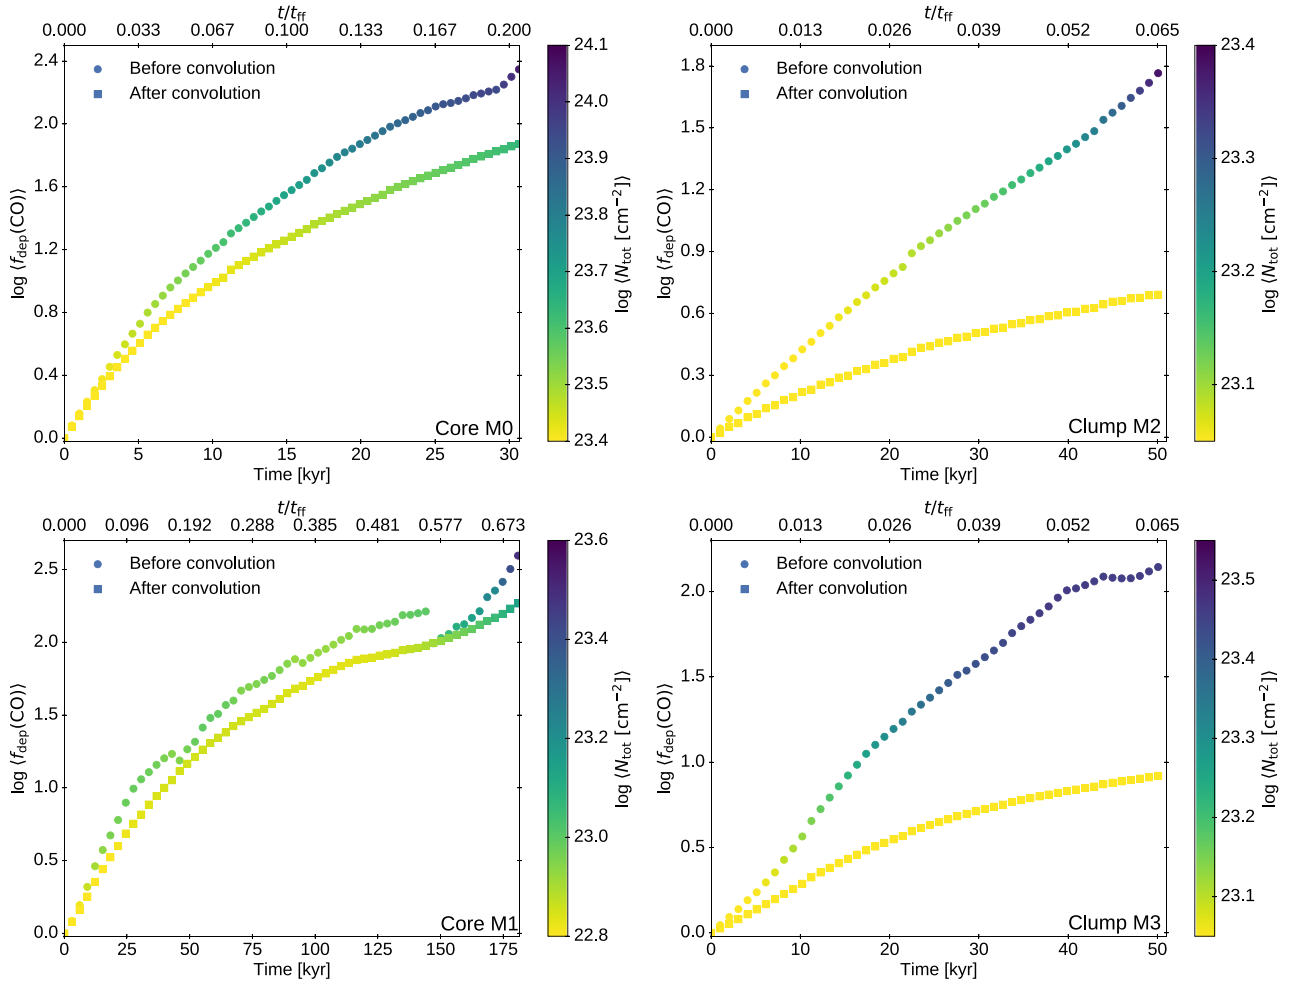 t/t_ff
0.000 0.033 0.067 0.100 0.133 0.167 0.200
2.4
2.0
1.6
1.2
0.8
0.4
0.0
log ⟨f_dep(CO)⟩
Before convolution
After convolution
Core M0
0 5 10 15 20 25 30
Time [kyr]
24.1
24.0
23.9
23.8
23.7
23.6
23.5
23.4
log ⟨N_tot [cm⁻²]⟩
t/t_ff
0.000 0.013 0.026 0.039 0.052 0.065
1.8
1.5
1.2
0.9
0.6
0.3
0.0
log ⟨f_dep(CO)⟩
Before convolution
After convolution
Clump M2
0 10 20 30 40 50
Time [kyr]
23.4
23.3
23.2
23.1
log ⟨N_tot [cm⁻²]⟩
t/t_ff
0.000 0.096 0.192 0.288 0.385 0.481 0.577 0.673
2.5
2.0
1.5
1.0
0.5
0.0
log ⟨f_dep(CO)⟩
Before convolution
After convolution
Core M1
0 25 50 75 100 125 150 175
Time [kyr]
23.6
23.4
23.2
23.0
22.8
log ⟨N_tot [cm⁻²]⟩
t/t_ff
0.000 0.013 0.026 0.039 0.052 0.065
2.0
1.5
1.0
0.5
0.0
log ⟨f_dep(CO)⟩
Before convolution
After convolution
Clump M3
0 10 20 30 40 50
Time [kyr]
23.5
23.4
23.3
23.2
23.1
log ⟨N_tot [cm⁻²]⟩